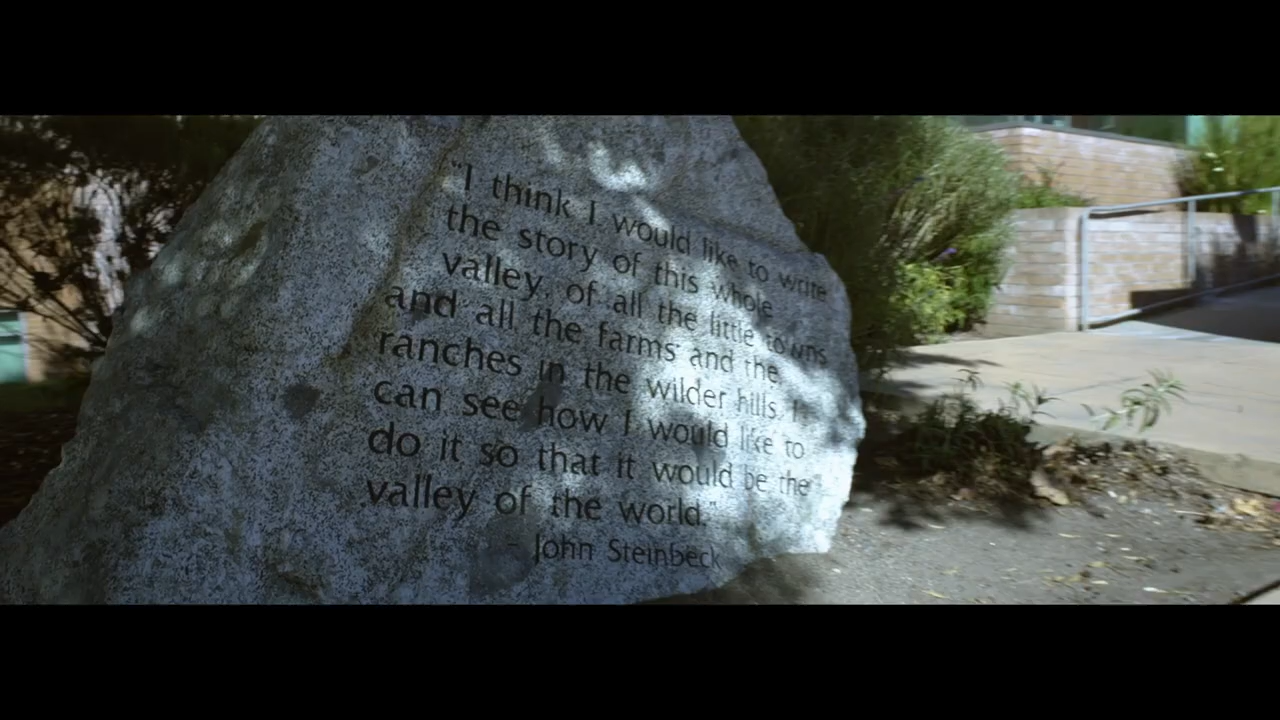 "I think I would like to write
the story of this whole
valley, of all the little towns
and all the farms and the
ranches in the wilder hills. I
can see how I would like to
do it so that it would be the
valley of the world."
- John Steinbeck